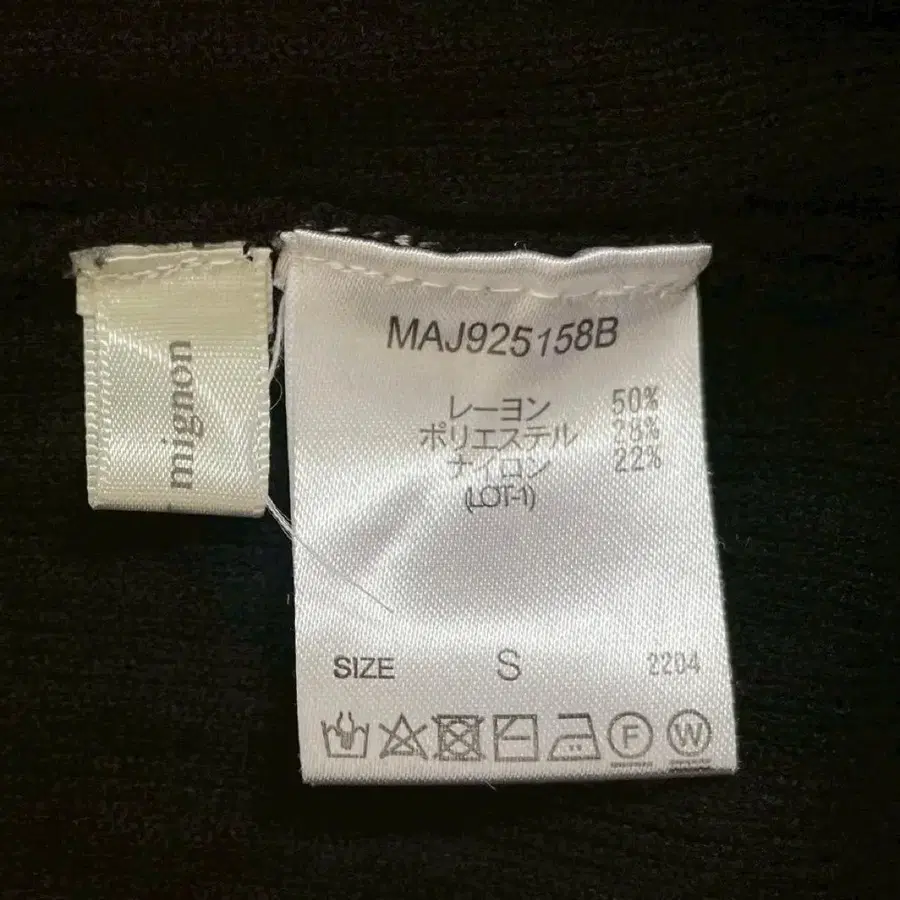 mignon
MAJ925158B
レーヨン 50%
ポリエステル 28%
ナイロン 22%
(LOT-1)
SIZE S 2204
F W